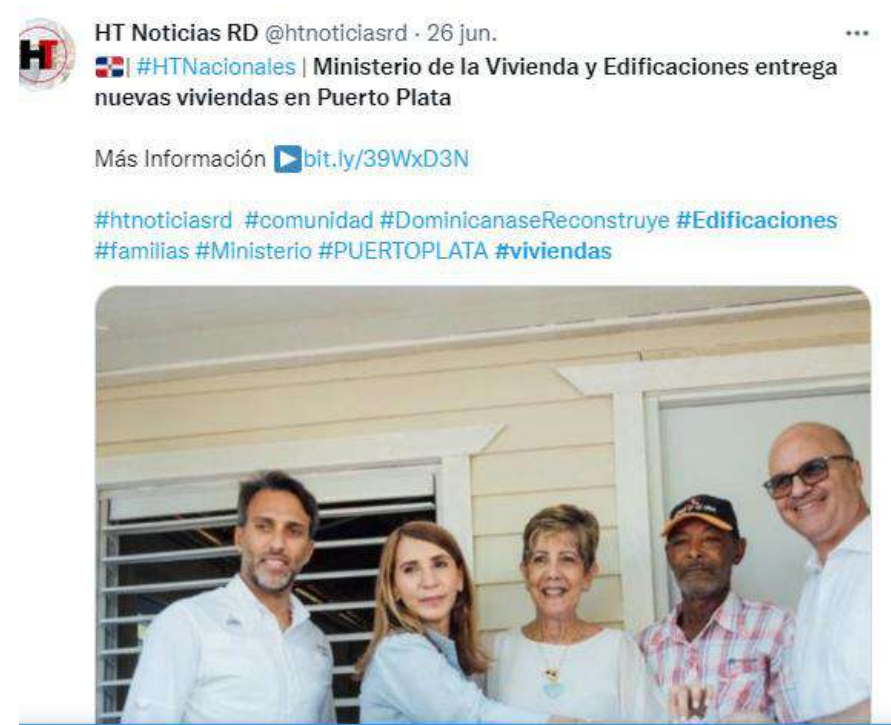 HT Noticias RD @htnoticiasrd · 26 jun.
HT
| #HTNacionales | Ministerio de la Vivienda y Edificaciones entrega
nuevas viviendas en Puerto Plata
Más Información ▶bit.ly/39WxD3N
#htnoticiasrd #comunidad #DominicanaseReconstruye #Edificaciones
#familias #Ministerio #PUERTOPLATA #viviendas